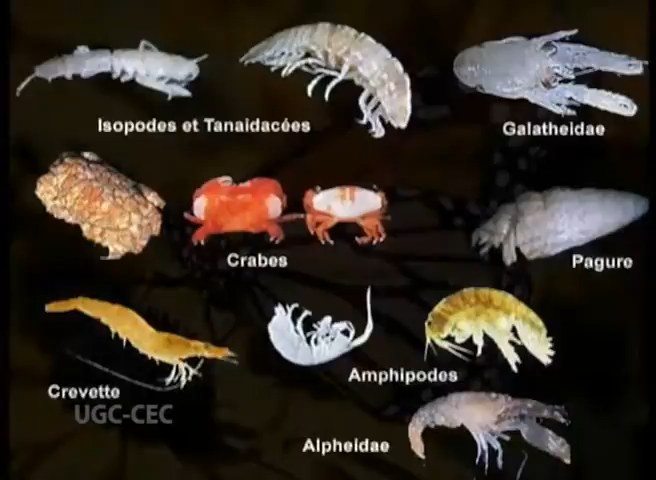 Isopodes et Tanaidacées
Galatheidae
Crabes
Pagure
Crevette
Amphipodes
UGC-CEC
Alpheidae